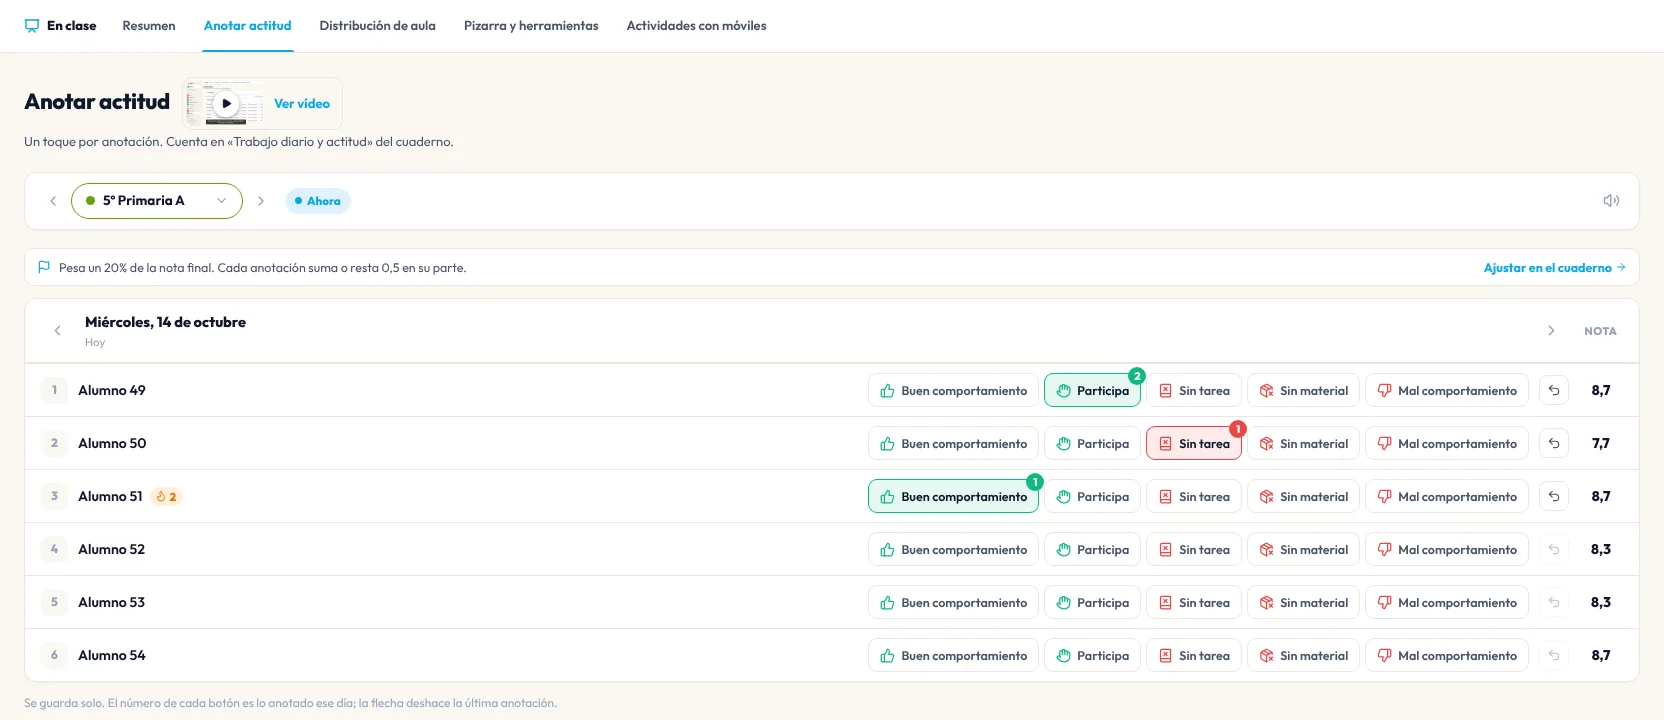 En clase Resumen Anotar actitud Distribución de aula Pizarra y herramientas Actividades con móviles
Anotar actitud Ver vídeo
Un toque por anotación. Cuenta en «Trabajo diario y actitud» del cuaderno.
5º Primaria A Ahora
Pesa un 20% de la nota final. Cada anotación suma o resta 0,5 en su parte. Ajustar en el cuaderno →
Miércoles, 14 de octubre
Hoy
NOTA
1 Alumno 49 Buen comportamiento Participa 2 Sin tarea Sin material Mal comportamiento 8,7
2 Alumno 50 Buen comportamiento Participa Sin tarea 1 Sin material Mal comportamiento 7,7
3 Alumno 51 2 Buen comportamiento 1 Participa Sin tarea Sin material Mal comportamiento 8,7
4 Alumno 52 Buen comportamiento Participa Sin tarea Sin material Mal comportamiento 8,3
5 Alumno 53 Buen comportamiento Participa Sin tarea Sin material Mal comportamiento 8,3
6 Alumno 54 Buen comportamiento Participa Sin tarea Sin material Mal comportamiento 8,7
Se guarda solo. El número de cada botón es lo anotado ese día; la flecha deshace la última anotación.